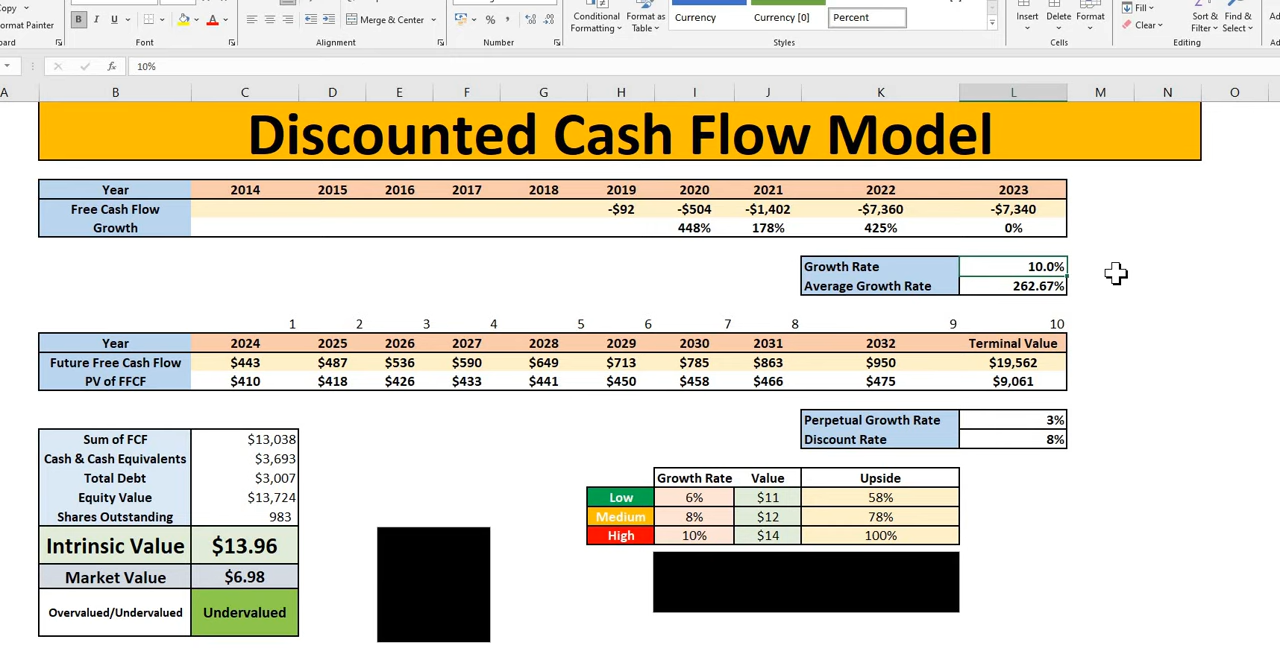 Copy
Fill
Format Painter
B I U A
Merge & Center
$ % ,
Conditional Formatting
Format as Table
Currency Currency [0] Percent
Insert Delete Format
Clear
Sort & Filter
Find & Select
Font Alignment Number Styles Cells Editing
fx 10%
A B C D E F G H I J K L M N O
Discounted Cash Flow Model
Year 2014 2015 2016 2017 2018 2019 2020 2021 2022 2023
Free Cash Flow -$92 -$504 -$1,402 -$7,360 -$7,340
Growth 448% 178% 425% 0%
Growth Rate 10.0%
Average Growth Rate 262.67%
1 2 3 4 5 6 7 8 9 10
Year 2024 2025 2026 2027 2028 2029 2030 2031 2032 Terminal Value
Future Free Cash Flow $443 $487 $536 $590 $649 $713 $785 $863 $950 $19,562
PV of FFCF $410 $418 $426 $433 $441 $450 $458 $466 $475 $9,061
Perpetual Growth Rate 3%
Discount Rate 8%
Sum of FCF $13,038
Cash & Cash Equivalents $3,693
Total Debt $3,007
Equity Value $13,724
Shares Outstanding 983
Intrinsic Value $13.96
Market Value $6.98
Overvalued/Undervalued Undervalued
Growth Rate Value Upside
Low 6% $11 58%
Medium 8% $12 78%
High 10% $14 100%